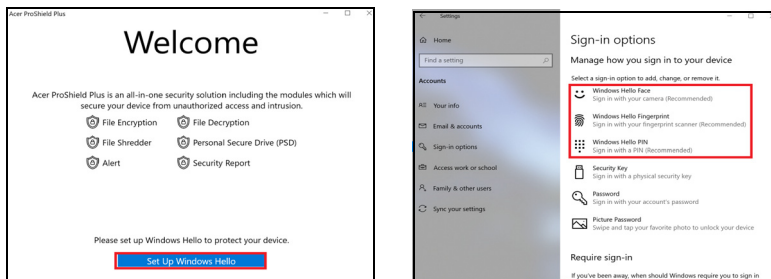 Acer ProShield Plus
Welcome
Acer ProShield Plus is an all-in-one security solution including the modules which will
secure your device from unauthorized access and intrusion.
File Encryption File Decryption
File Shredder Personal Secure Drive (PSD)
Alert Security Report
Please set up Windows Hello to protect your device.
Set Up Windows Hello
Settings
Home
Find a setting
Accounts
Your info
Email & accounts
Sign-in options
Access work or school
Family & other users
Sync your settings
Sign-in options
Manage how you sign in to your device
Select a sign-in option to add, change, or remove it.
Windows Hello Face
Sign in with your camera (Recommended)
Windows Hello Fingerprint
Sign in with your fingerprint scanner (Recommended)
Windows Hello PIN
Sign in with a PIN (Recommended)
Security Key
Sign in with a physical security key
Password
Sign in with your account's password
Picture Password
Swipe and tap your favorite photo to unlock your device
Require sign-in
If you've been away, when should Windows require you to sign in